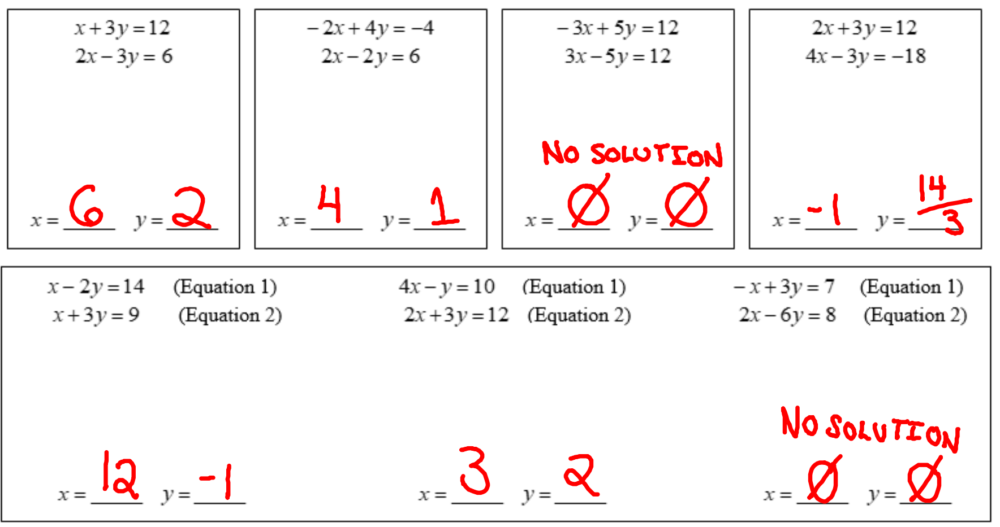 x + 3y = 12
2x − 3y = 6
x = 6 y = 2
− 2x + 4y = −4
2x − 2y = 6
x = 4 y = 1
− 3x + 5y = 12
3x − 5y = 12
NO SOLUTION
x = Ø y = Ø
2x + 3y = 12
4x − 3y = −18
x = -1 y = 14/3
x − 2y = 14 (Equation 1)
x + 3y = 9 (Equation 2)
x = 12 y = -1
4x − y = 10 (Equation 1)
2x + 3y = 12 (Equation 2)
x = 3 y = 2
− x + 3y = 7 (Equation 1)
2x − 6y = 8 (Equation 2)
NO SOLUTION
x = Ø y = Ø